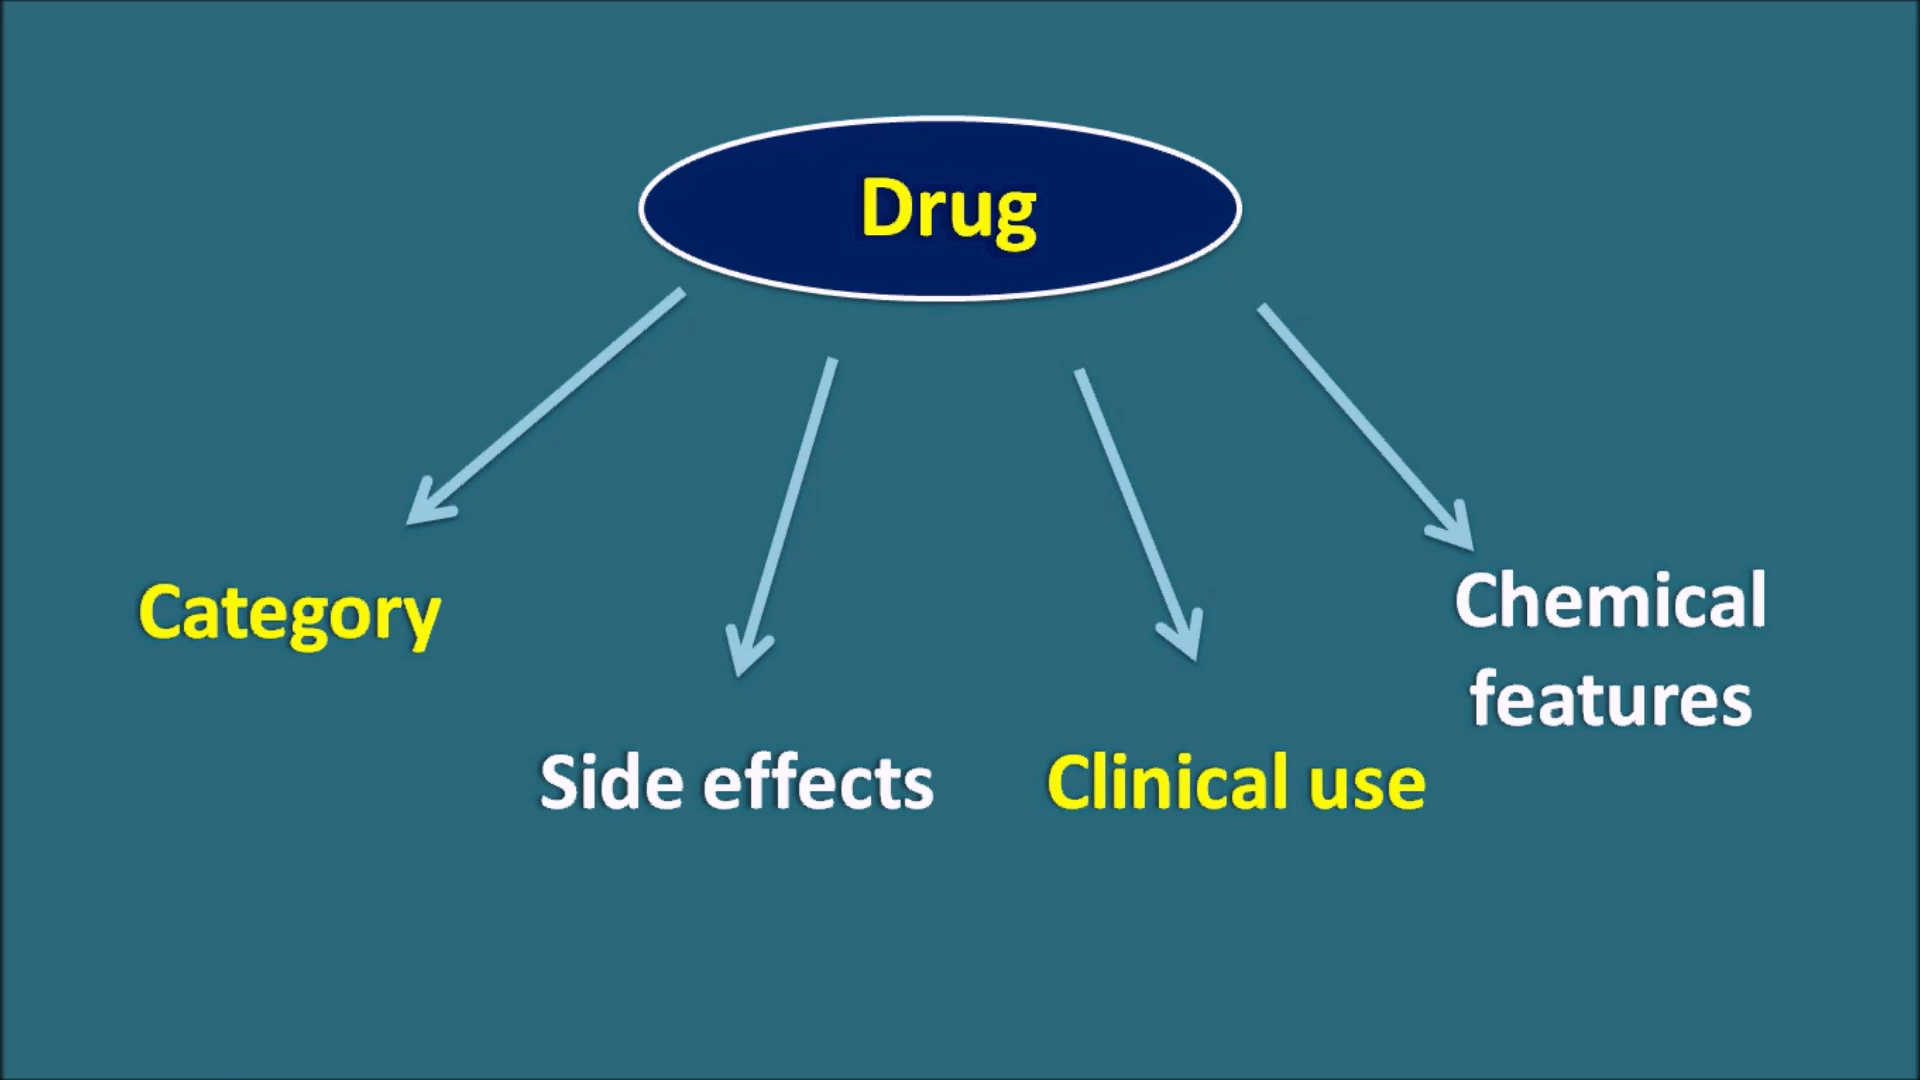 Drug
Category
Side effects
Clinical use
Chemical
features